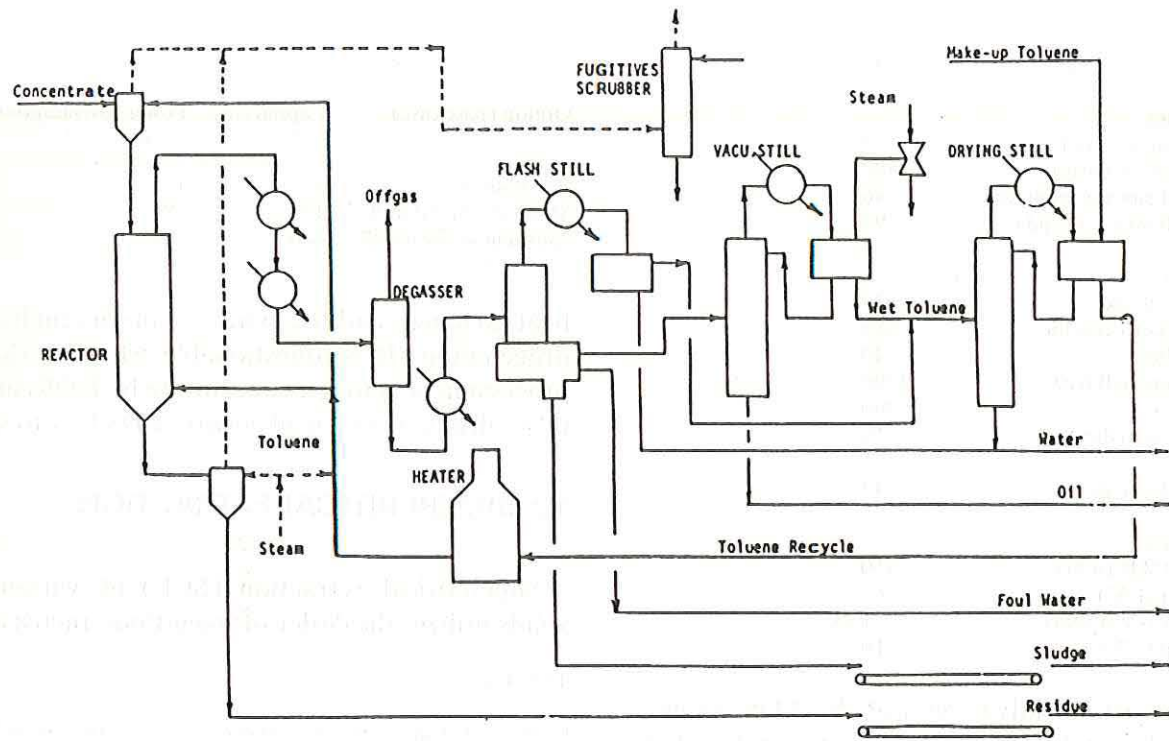 Concentrate
FUGITIVES
SCRUBBER
Make-up Toluene
Steam
FLASH STILL
VACU STILL
DRYING STILL
Offgas
DEGASSER
Wet Toluene
REACTOR
Toluene
HEATER
Water
Oil
Steam
Toluene Recycle
Foul Water
Sludge
Residue